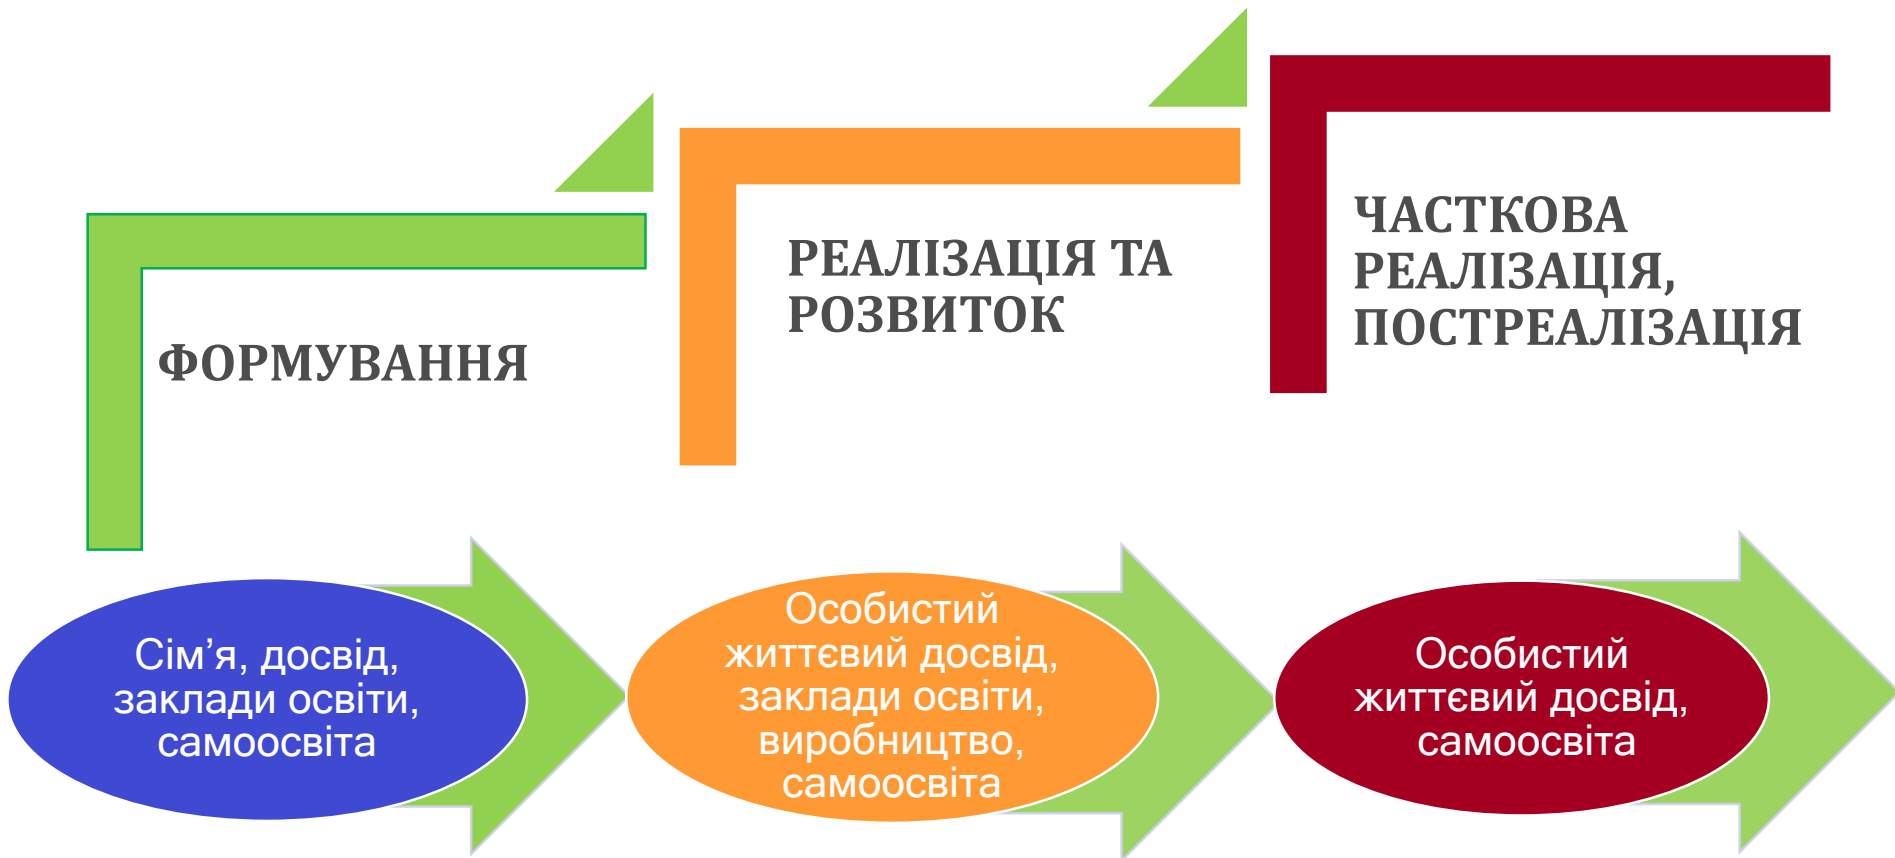 ФОРМУВАННЯ
РЕАЛІЗАЦІЯ ТА
РОЗВИТОК
ЧАСТКОВА
РЕАЛІЗАЦІЯ,
ПОСТРЕАЛІЗАЦІЯ
Сім’я, досвід,
заклади освіти,
самоосвіта
Особистий
життєвий досвід,
заклади освіти,
виробництво,
самоосвіта
Особистий
життєвий досвід,
самоосвіта